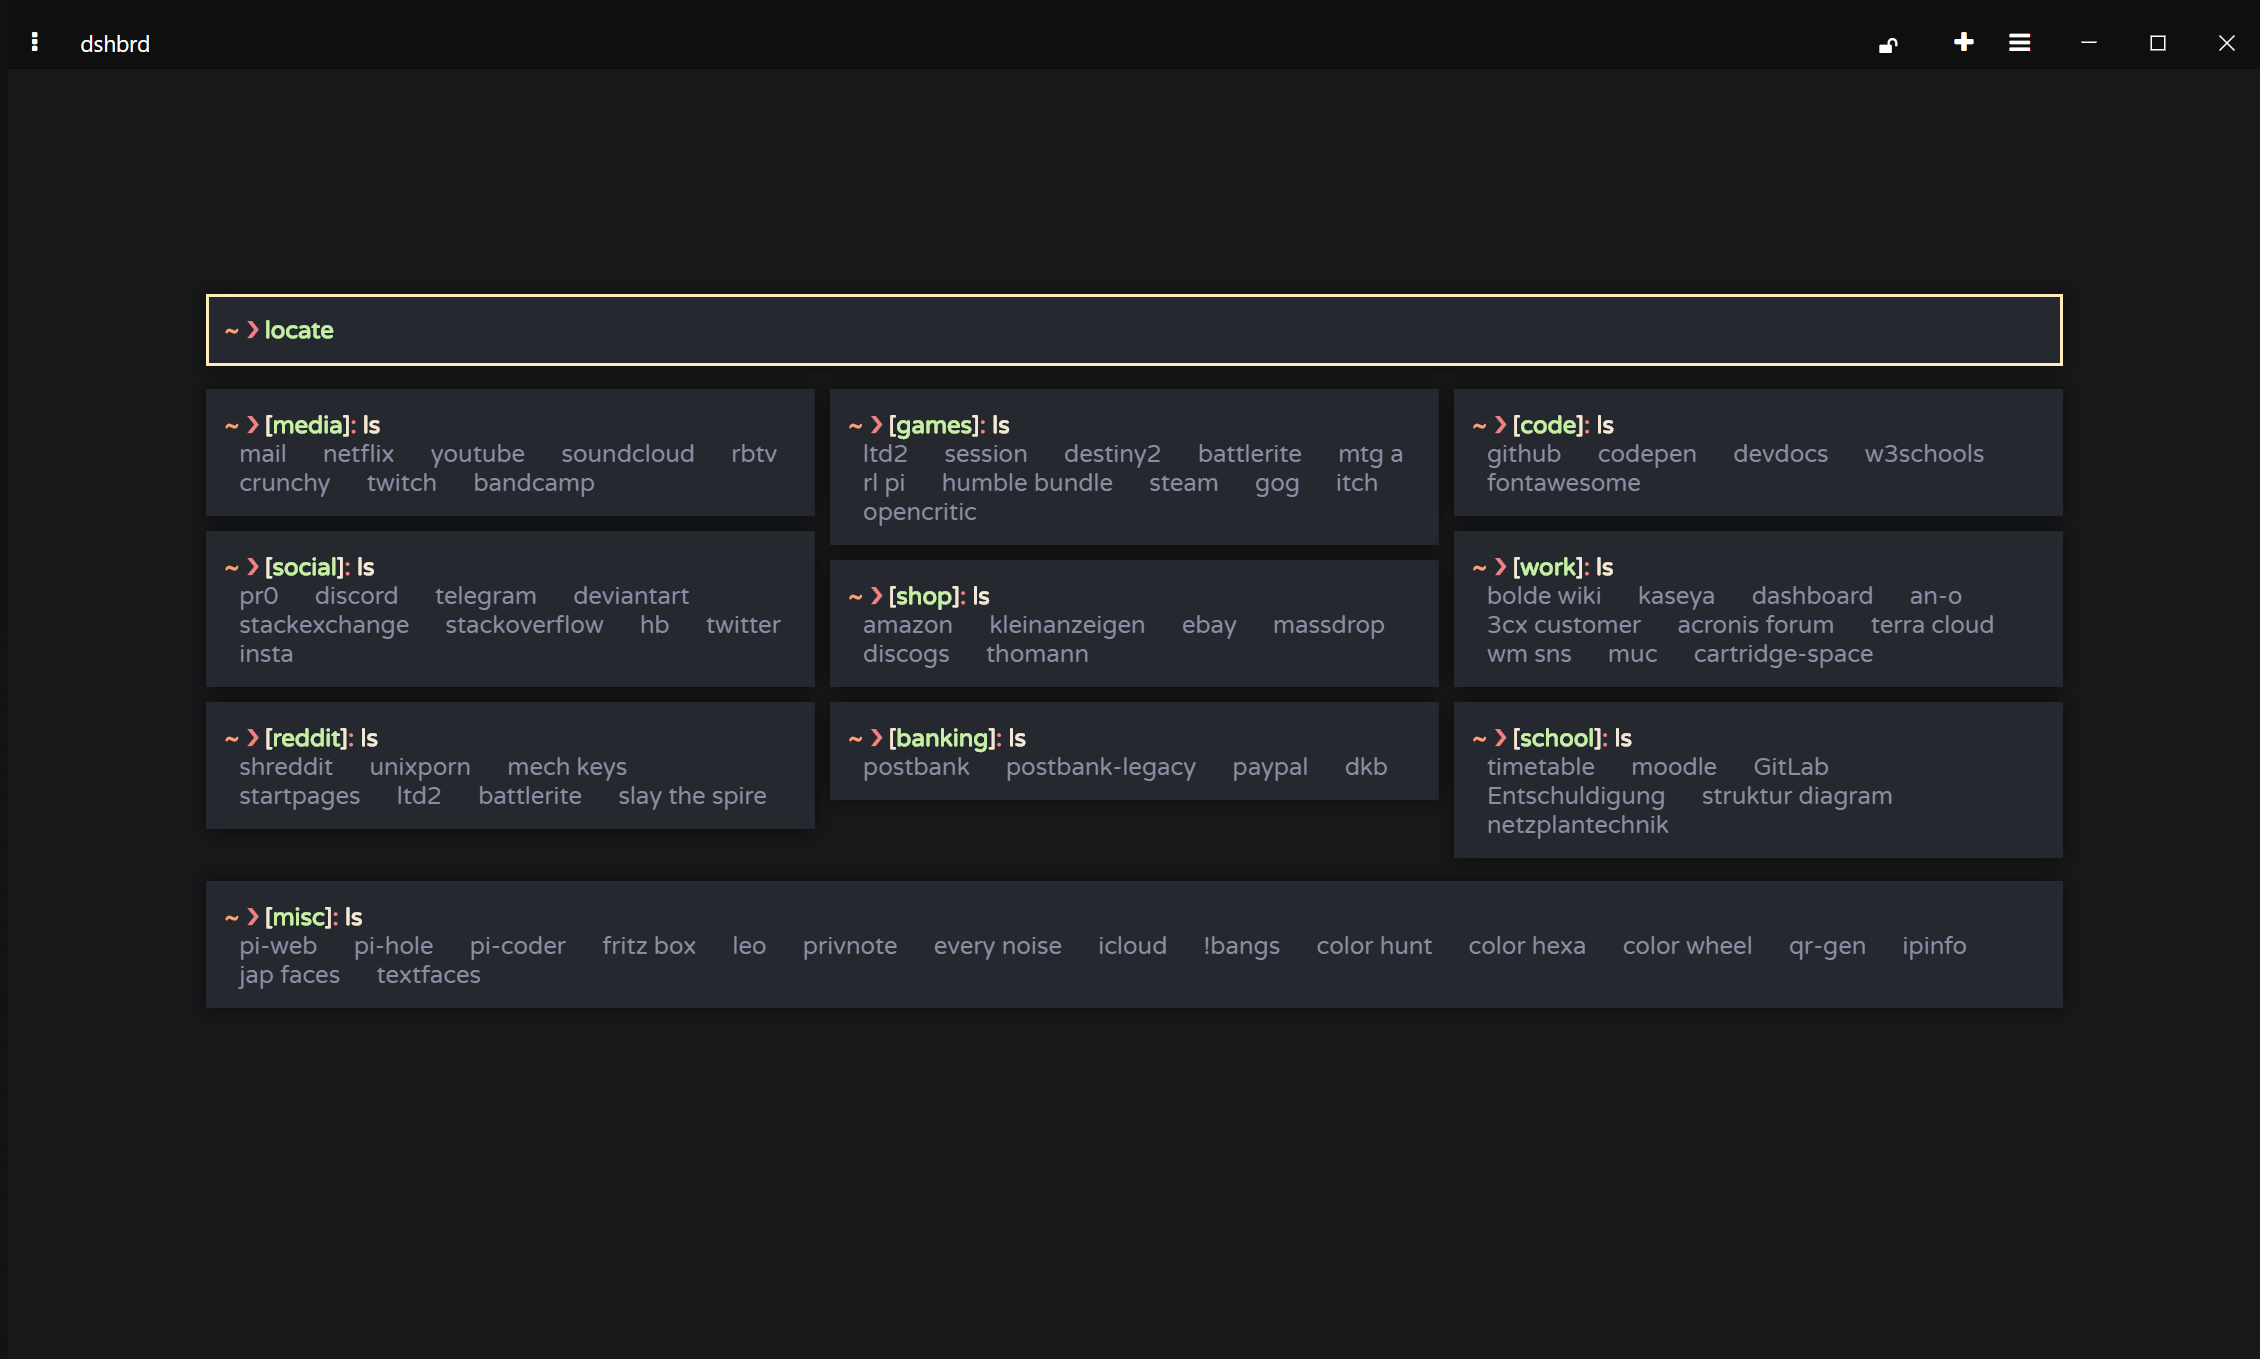 dshbrd
~ ❯ locate
~ ❯ [media]: ls
mail netflix youtube soundcloud rbtv
crunchy twitch bandcamp
~ ❯ [social]: ls
pr0 discord telegram deviantart
stackexchange stackoverflow hb twitter
insta
~ ❯ [reddit]: ls
shreddit unixporn mech keys
startpages ltd2 battlerite slay the spire
~ ❯ [games]: ls
ltd2 session destiny2 battlerite mtg a
rl pi humble bundle steam gog itch
opencritic
~ ❯ [shop]: ls
amazon kleinanzeigen ebay massdrop
discogs thomann
~ ❯ [banking]: ls
postbank postbank-legacy paypal dkb
~ ❯ [code]: ls
github codepen devdocs w3schools
fontawesome
~ ❯ [work]: ls
bolde wiki kaseya dashboard an-o
3cx customer acronis forum terra cloud
wm sns muc cartridge-space
~ ❯ [school]: ls
timetable moodle GitLab
Entschuldigung struktur diagram
netzplantechnik
~ ❯ [misc]: ls
pi-web pi-hole pi-coder fritz box leo privnote every noise icloud !bangs color hunt color hexa color wheel qr-gen ipinfo
jap faces textfaces